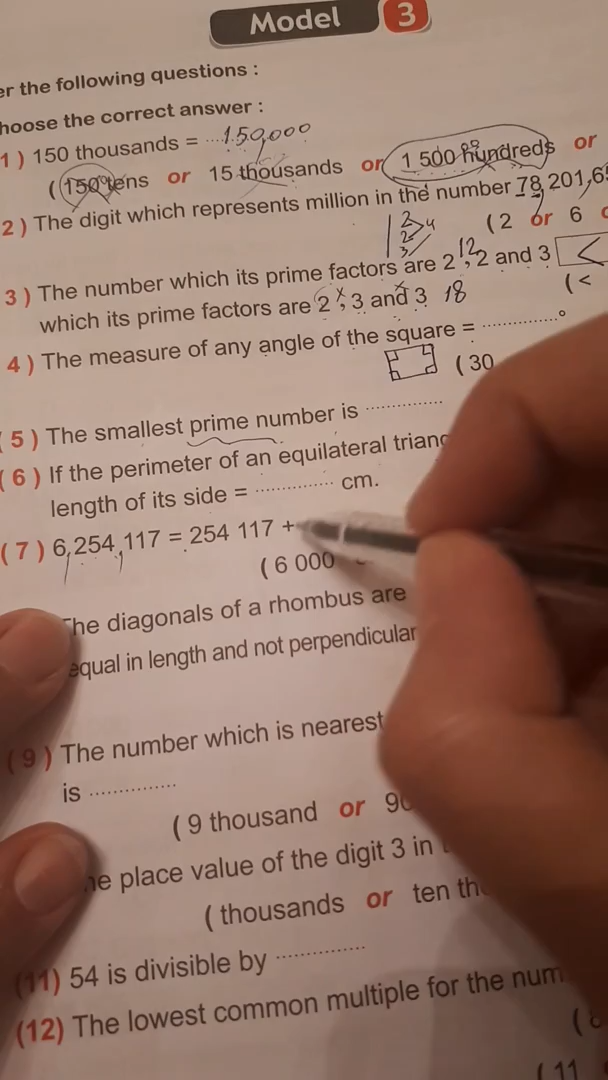 Model 3
er the following questions :
hoose the correct answer :
1 ) 150 thousands = 150,000
( 150 tens or 15 thousands or 1 500 hundreds or
2 ) The digit which represents million in the number 78,201,6
( 2 or 6
3 ) The number which its prime factors are 2 , 2 and 3 <
12
which its prime factors are 2 , 3 and 3 18
( <
4 ) The measure of any angle of the square = °
( 30
( 5 ) The smallest prime number is
( 6 ) If the perimeter of an equilateral triang
length of its side = cm.
( 7 ) 6,254,117 = 254 117 +
( 6 000
The diagonals of a rhombus are
equal in length and not perpendicular
( 9 ) The number which is nearest
is
( 9 thousand or 90
he place value of the digit 3 in
( thousands or ten th
(11) 54 is divisible by
(12) The lowest common multiple for the num
( 11